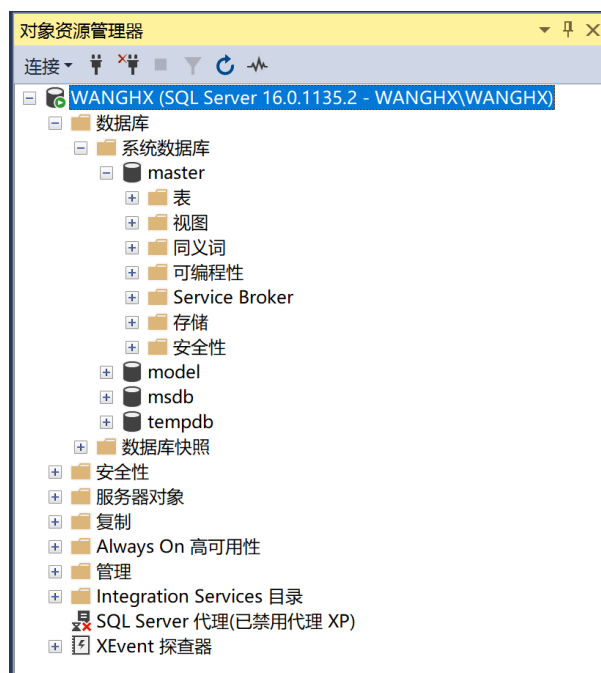 对象资源管理器
连接
WANGHX (SQL Server 16.0.1135.2 - WANGHX\WANGHX)
数据库
系统数据库
master
表
视图
同义词
可编程性
Service Broker
存储
安全性
model
msdb
tempdb
数据库快照
安全性
服务器对象
复制
Always On 高可用性
管理
Integration Services 目录
SQL Server 代理(已禁用代理 XP)
XEvent 探查器